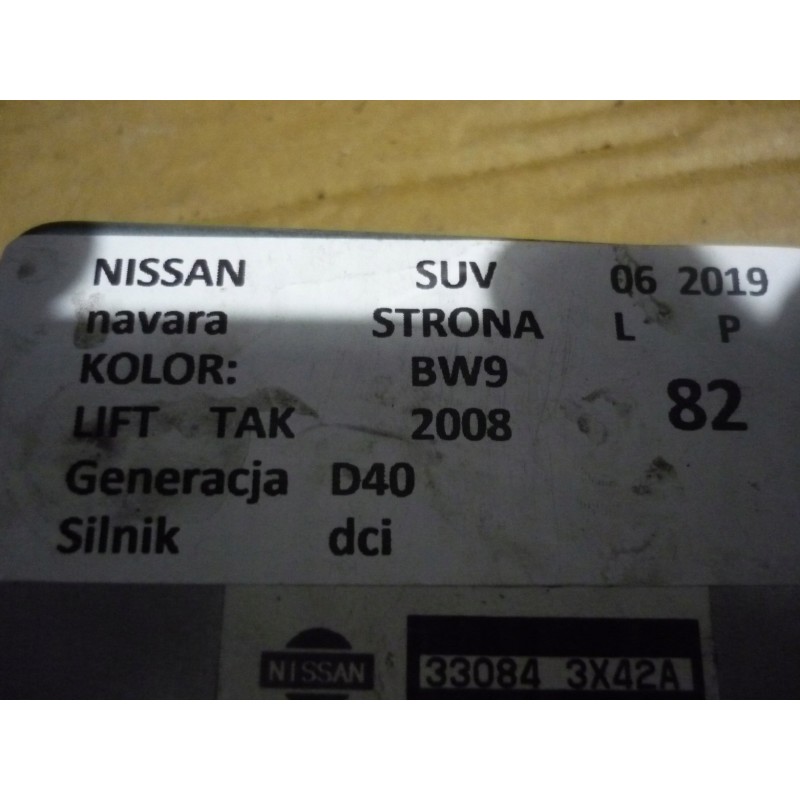 NISSAN SUV 06 2019
navara STRONA L P
KOLOR: BW9
82
LIFT TAK 2008
Generacja D40
Silnik dci
NISSAN 33084 3X42A